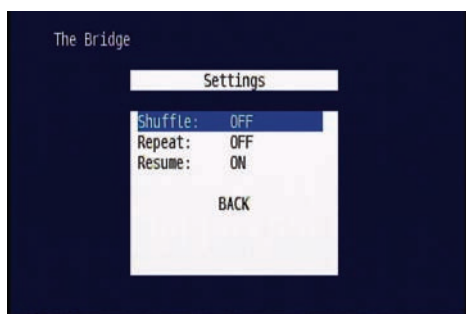 The Bridge
Settings
Shuffle: OFF
Repeat: OFF
Resume: ON
BACK